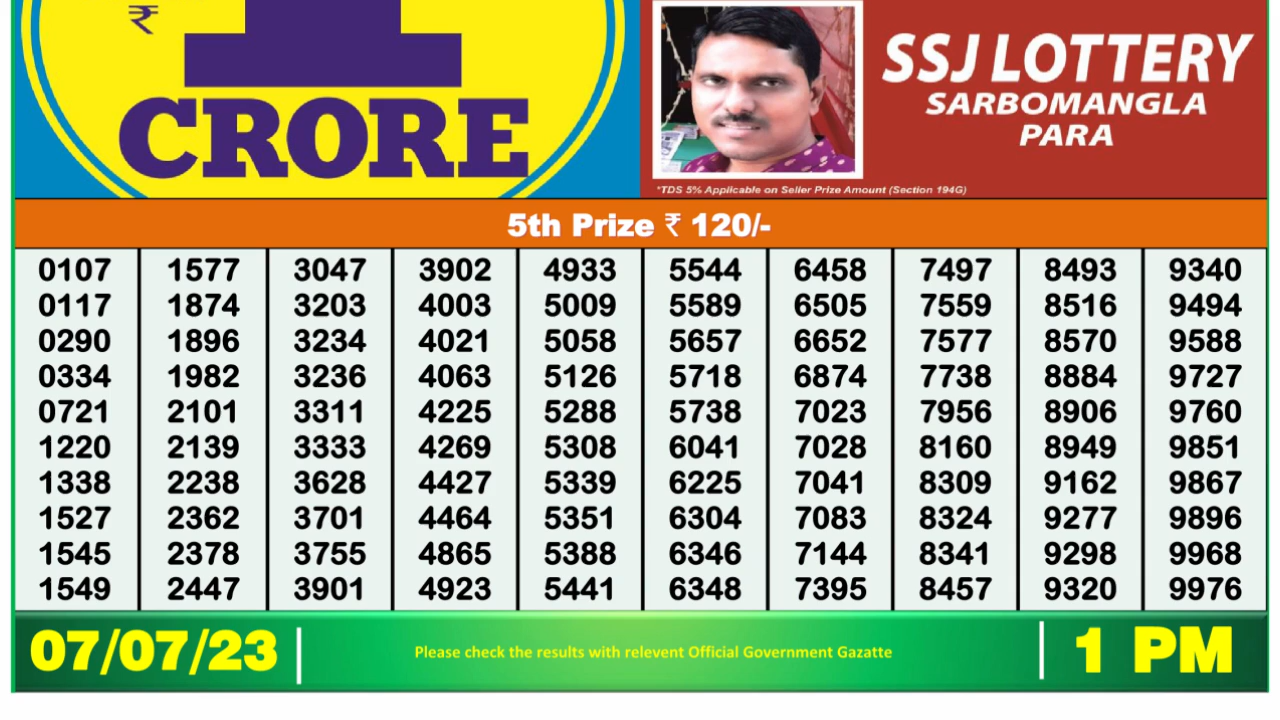 ₹
1
CRORE
SSJ LOTTERY
SARBOMANGLA
PARA
*TDS 5% Applicable on Seller Prize Amount (Section 194G)
5th Prize ₹ 120/-
0107 1577 3047 3902 4933 5544 6458 7497 8493 9340
0117 1874 3203 4003 5009 5589 6505 7559 8516 9494
0290 1896 3234 4021 5058 5657 6652 7577 8570 9588
0334 1982 3236 4063 5126 5718 6874 7738 8884 9727
0721 2101 3311 4225 5288 5738 7023 7956 8906 9760
1220 2139 3333 4269 5308 6041 7028 8160 8949 9851
1338 2238 3628 4427 5339 6225 7041 8309 9162 9867
1527 2362 3701 4464 5351 6304 7083 8324 9277 9896
1545 2378 3755 4865 5388 6346 7144 8341 9298 9968
1549 2447 3901 4923 5441 6348 7395 8457 9320 9976
07/07/23
Please check the results with relevent Official Government Gazatte
1 PM